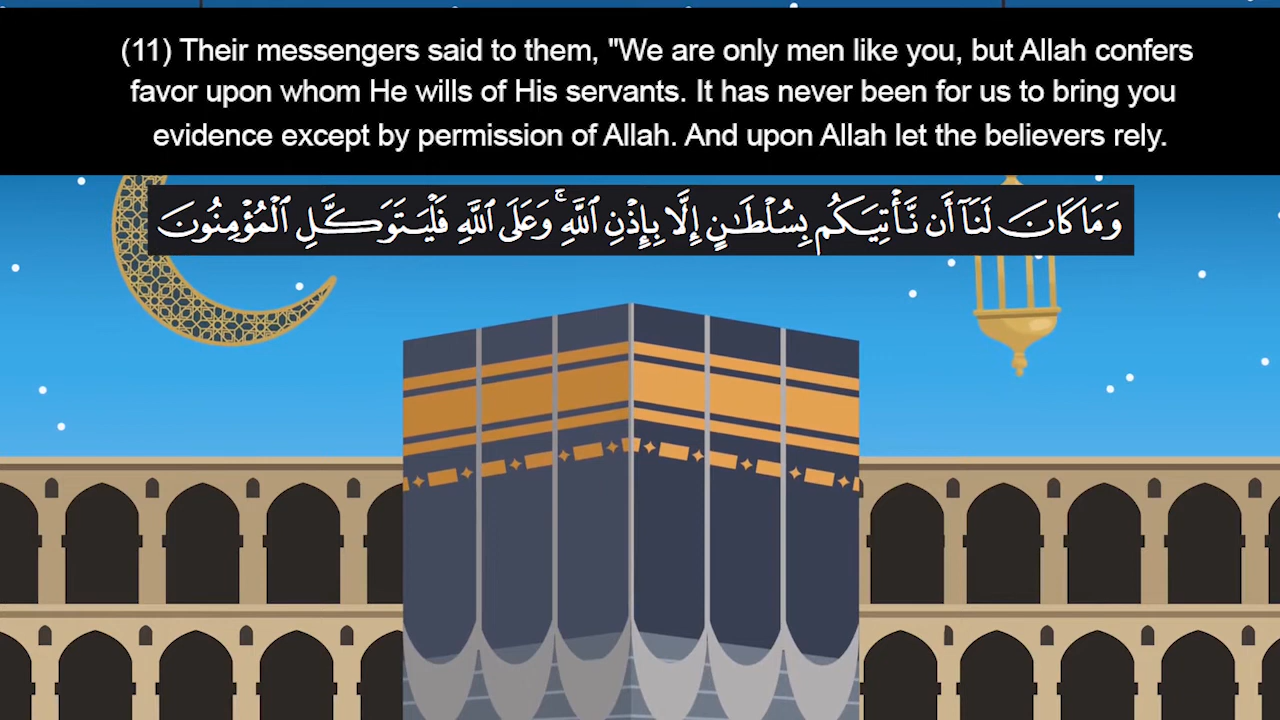 (11) Their messengers said to them, "We are only men like you, but Allah confers
favor upon whom He wills of His servants. It has never been for us to bring you
evidence except by permission of Allah. And upon Allah let the believers rely.
وَمَا كَانَ لَنَآ أَن نَّأْتِيَكُم بِسُلْطَـٰنٍ إِلَّا بِإِذْنِ ٱللَّهِ ۚ وَعَلَى ٱللَّهِ فَلْيَتَوَكَّلِ ٱلْمُؤْمِنُونَ